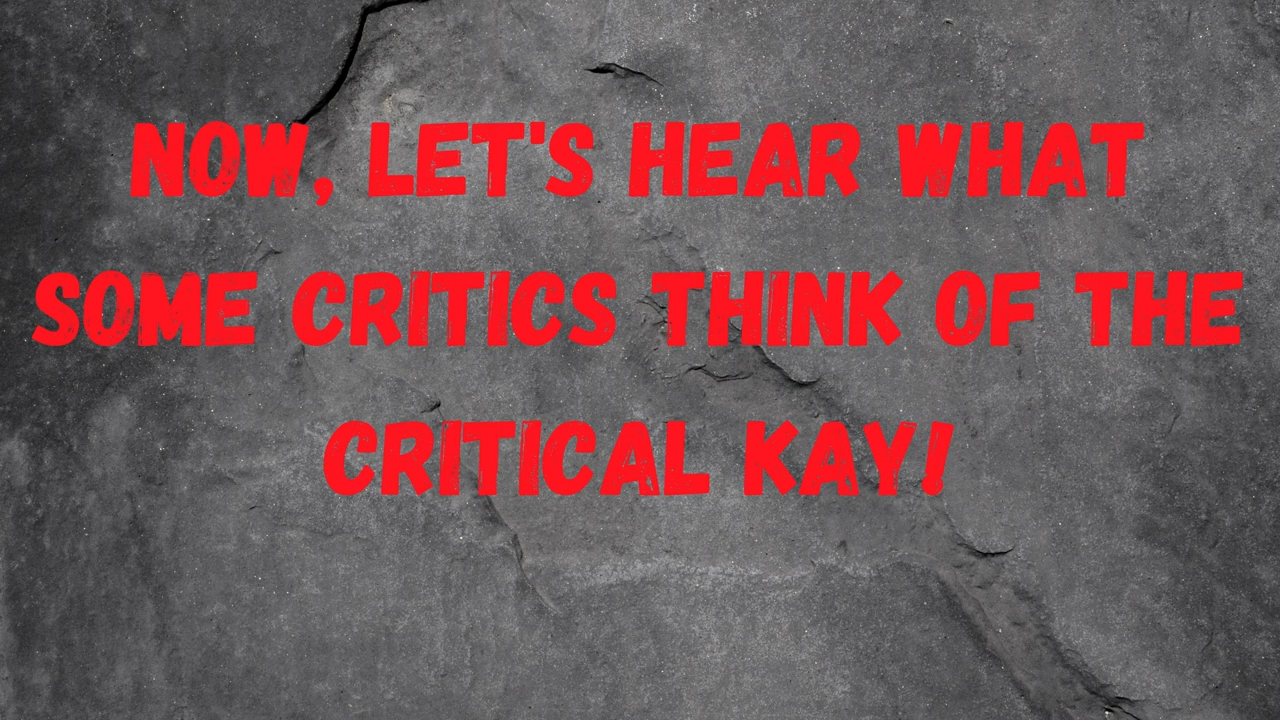 NOW, LET'S HEAR WHAT
SOME CRITICS THINK OF THE
CRITICAL KAY!